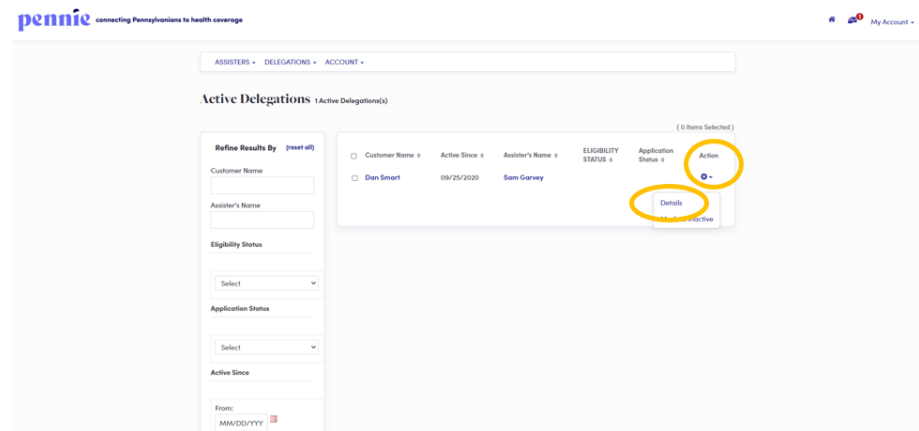 pennie connecting Pennsylvanians to health coverage
1
My Account
ASSISTERS DELEGATIONS ACCOUNT
Active Delegations 1 Active Delegations(s)
( 0 Items Selected )
Refine Results By (reset all)
Customer Name
Assister's Name
Eligibility Status
Select
Application Status
Select
Active Since
From:
MM/DD/YYY
Customer Name Active Since Assister's Name ELIGIBILITY STATUS Application Status Action
Dan Smart 09/25/2020 Sam Garvey
Details